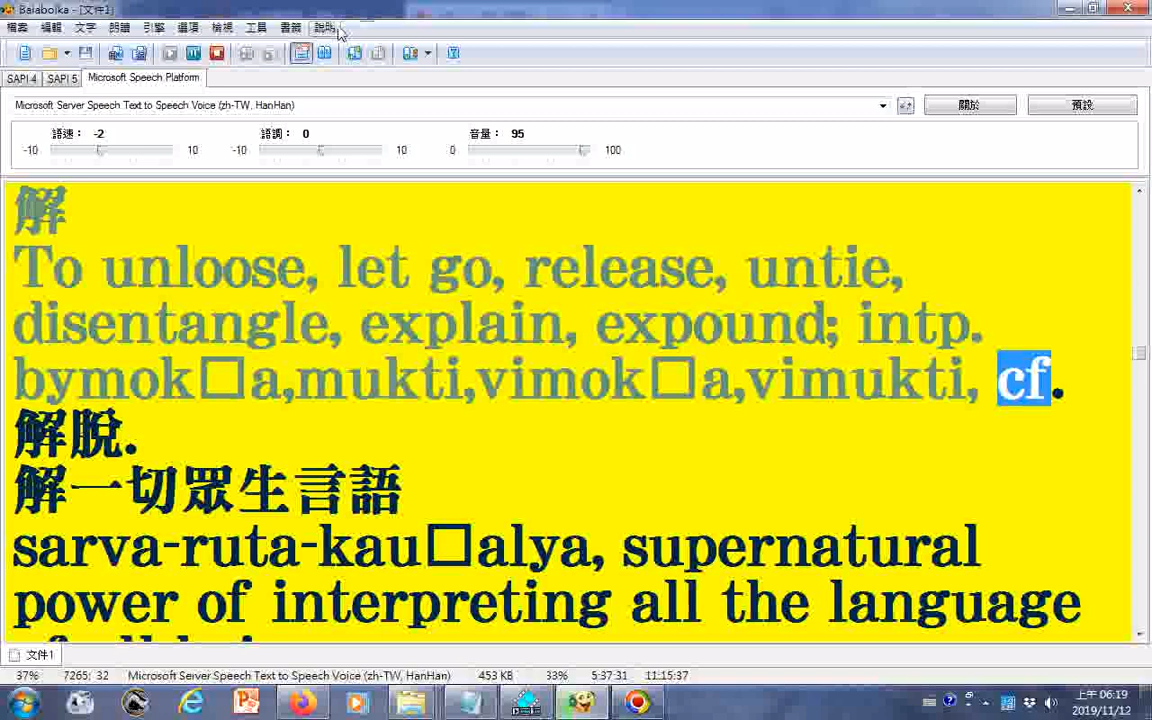 Balabolka - [文件1]
檔案 編輯 文字 朗讀 引擎 選項 檢視 工具 書籤 說明
SAPI 4 SAPI 5 Microsoft Speech Platform
Microsoft Server Speech Text to Speech Voice (zh-TW, HanHan) 關於 預設
語速： -2 語調： 0 音量： 95
-10 10 -10 10 0 100
解
To unloose, let go, release, untie,
disentangle, explain, expound; intp.
bymok□a,mukti,vimok□a,vimukti, cf.
解脫.
解一切眾生言語
sarva-ruta-kau□alya, supernatural
power of interpreting all the language
文件1
37% 7265: 32 Microsoft Server Speech Text to Speech Voice (zh-TW, HanHan) 453 KB 33% 5:37:31 11:15:37
上午 06:19
2019/11/12